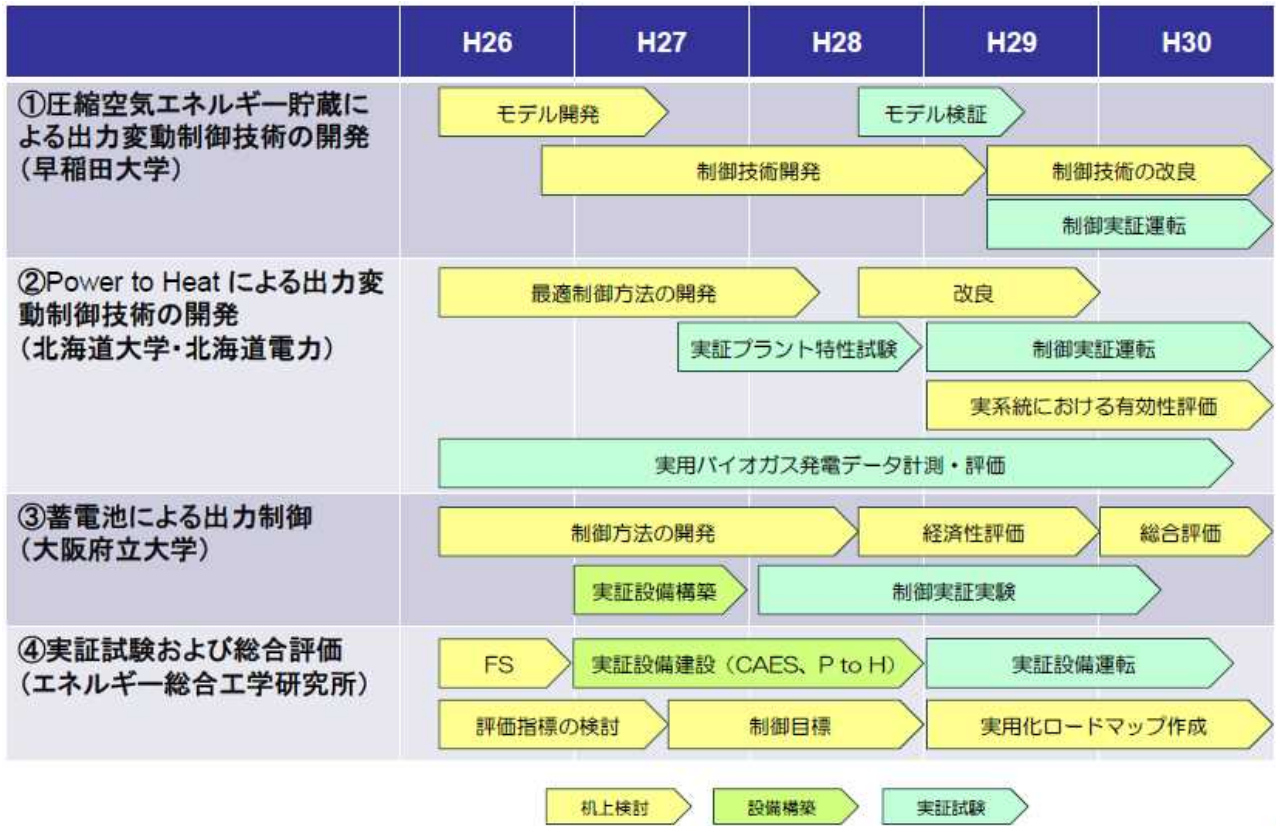 H26 H27 H28 H29 H30
①圧縮空気エネルギー貯蔵に
よる出力変動制御技術の開発
（早稲田大学）
モデル開発
モデル検証
制御技術開発
制御技術の改良
制御実証運転
②Power to Heat による出力変
動制御技術の開発
（北海道大学・北海道電力）
最適制御方法の開発
改良
実証プラント特性試験
制御実証運転
実系統における有効性評価
実用バイオガス発電データ計測・評価
③蓄電池による出力制御
（大阪府立大学）
制御方法の開発
経済性評価
総合評価
実証設備構築
制御実証実験
④実証試験および総合評価
（エネルギー総合工学研究所）
FS
実証設備建設（CAES、P to H）
実証設備運転
評価指標の検討
制御目標
実用化ロードマップ作成
机上検討
設備構築
実証試験